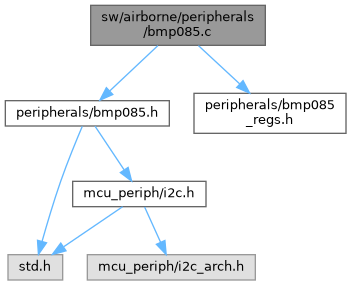 sw/airborne/peripherals
/bmp085.c
peripherals/bmp085.h
peripherals/bmp085
_regs.h
mcu_periph/i2c.h
std.h
mcu_periph/i2c_arch.h